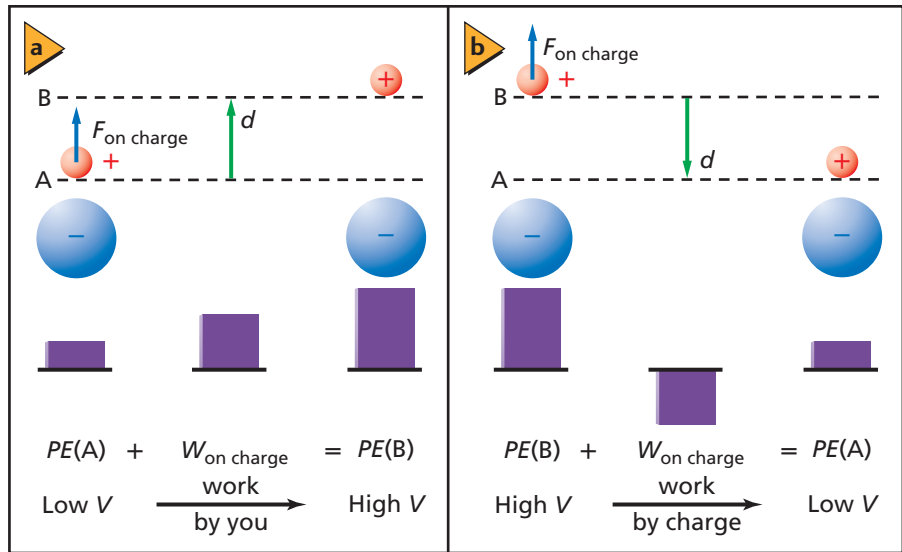 a
B
d
F on charge
+
+
A
−
−
PE(A) + W on charge = PE(B)
Low V work by you High V
b
F on charge
+
B
d
+
A
−
−
PE(B) + W on charge = PE(A)
High V work by charge Low V